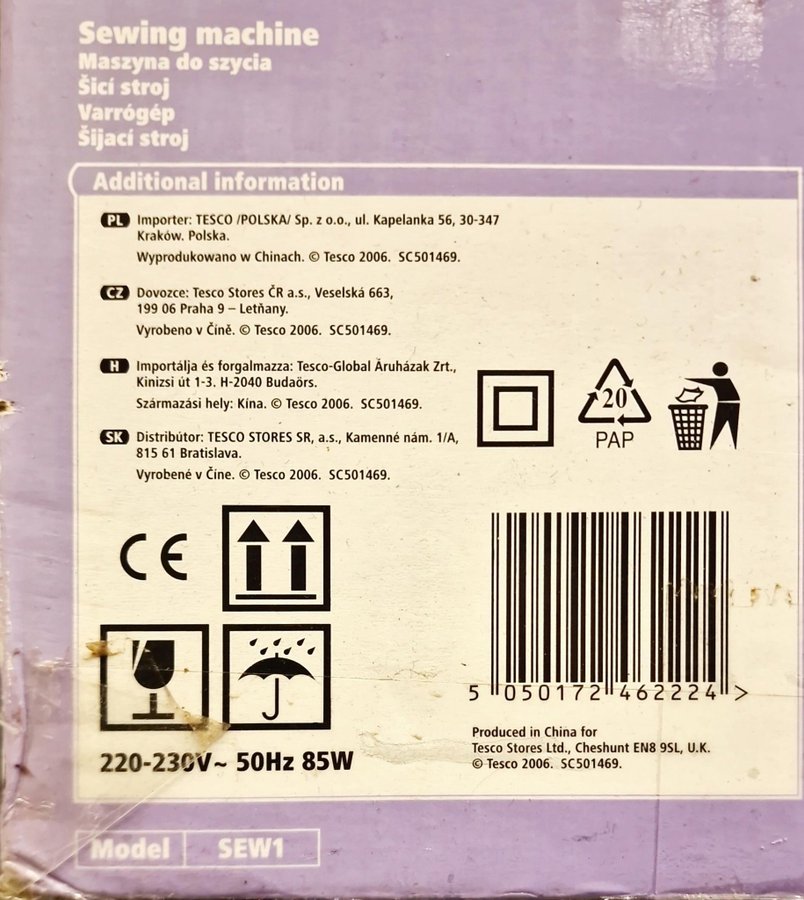 Sewing machine
Maszyna do szycia
Šicí stroj
Varrógép
Šijací stroj
Additional information
PL Importer: TESCO /POLSKA/ Sp. z o.o., ul. Kapelanka 56, 30-347
Kraków. Polska.
Wyprodukowano w Chinach. © Tesco 2006. SC501469.
CZ Dovozce: Tesco Stores ČR a.s., Veselská 663,
199 06 Praha 9 – Letňany.
Vyrobeno v Číně. © Tesco 2006. SC501469.
H Importálja és forgalmazza: Tesco-Global Áruházak Zrt.,
Kinizsi út 1-3. H-2040 Budaörs.
Származási hely: Kína. © Tesco 2006. SC501469.
SK Distribútor: TESCO STORES SR, a.s., Kamenné nám. 1/A,
815 61 Bratislava.
Vyrobené v Číne. © Tesco 2006. SC501469.
20
PAP
CE
5 050172 462224 >
220-230V~ 50Hz 85W
Produced in China for
Tesco Stores Ltd., Cheshunt EN8 9SL, U.K.
© Tesco 2006. SC501469.
Model SEW1